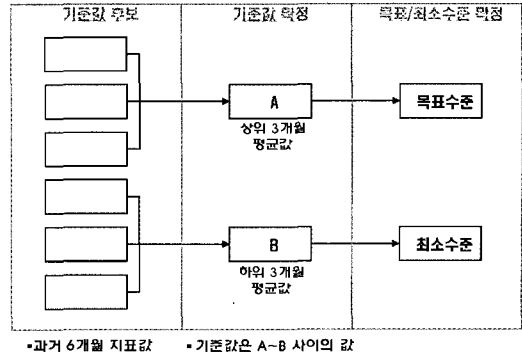 기준값 후보
기준값 확정
목표/최소수준 확정
A
목표수준
상위 3개월
평균값
B
최소수준
하위 3개월
평균값
▪과거 6개월 지표값
▪기준값은 A~B 사이의 값